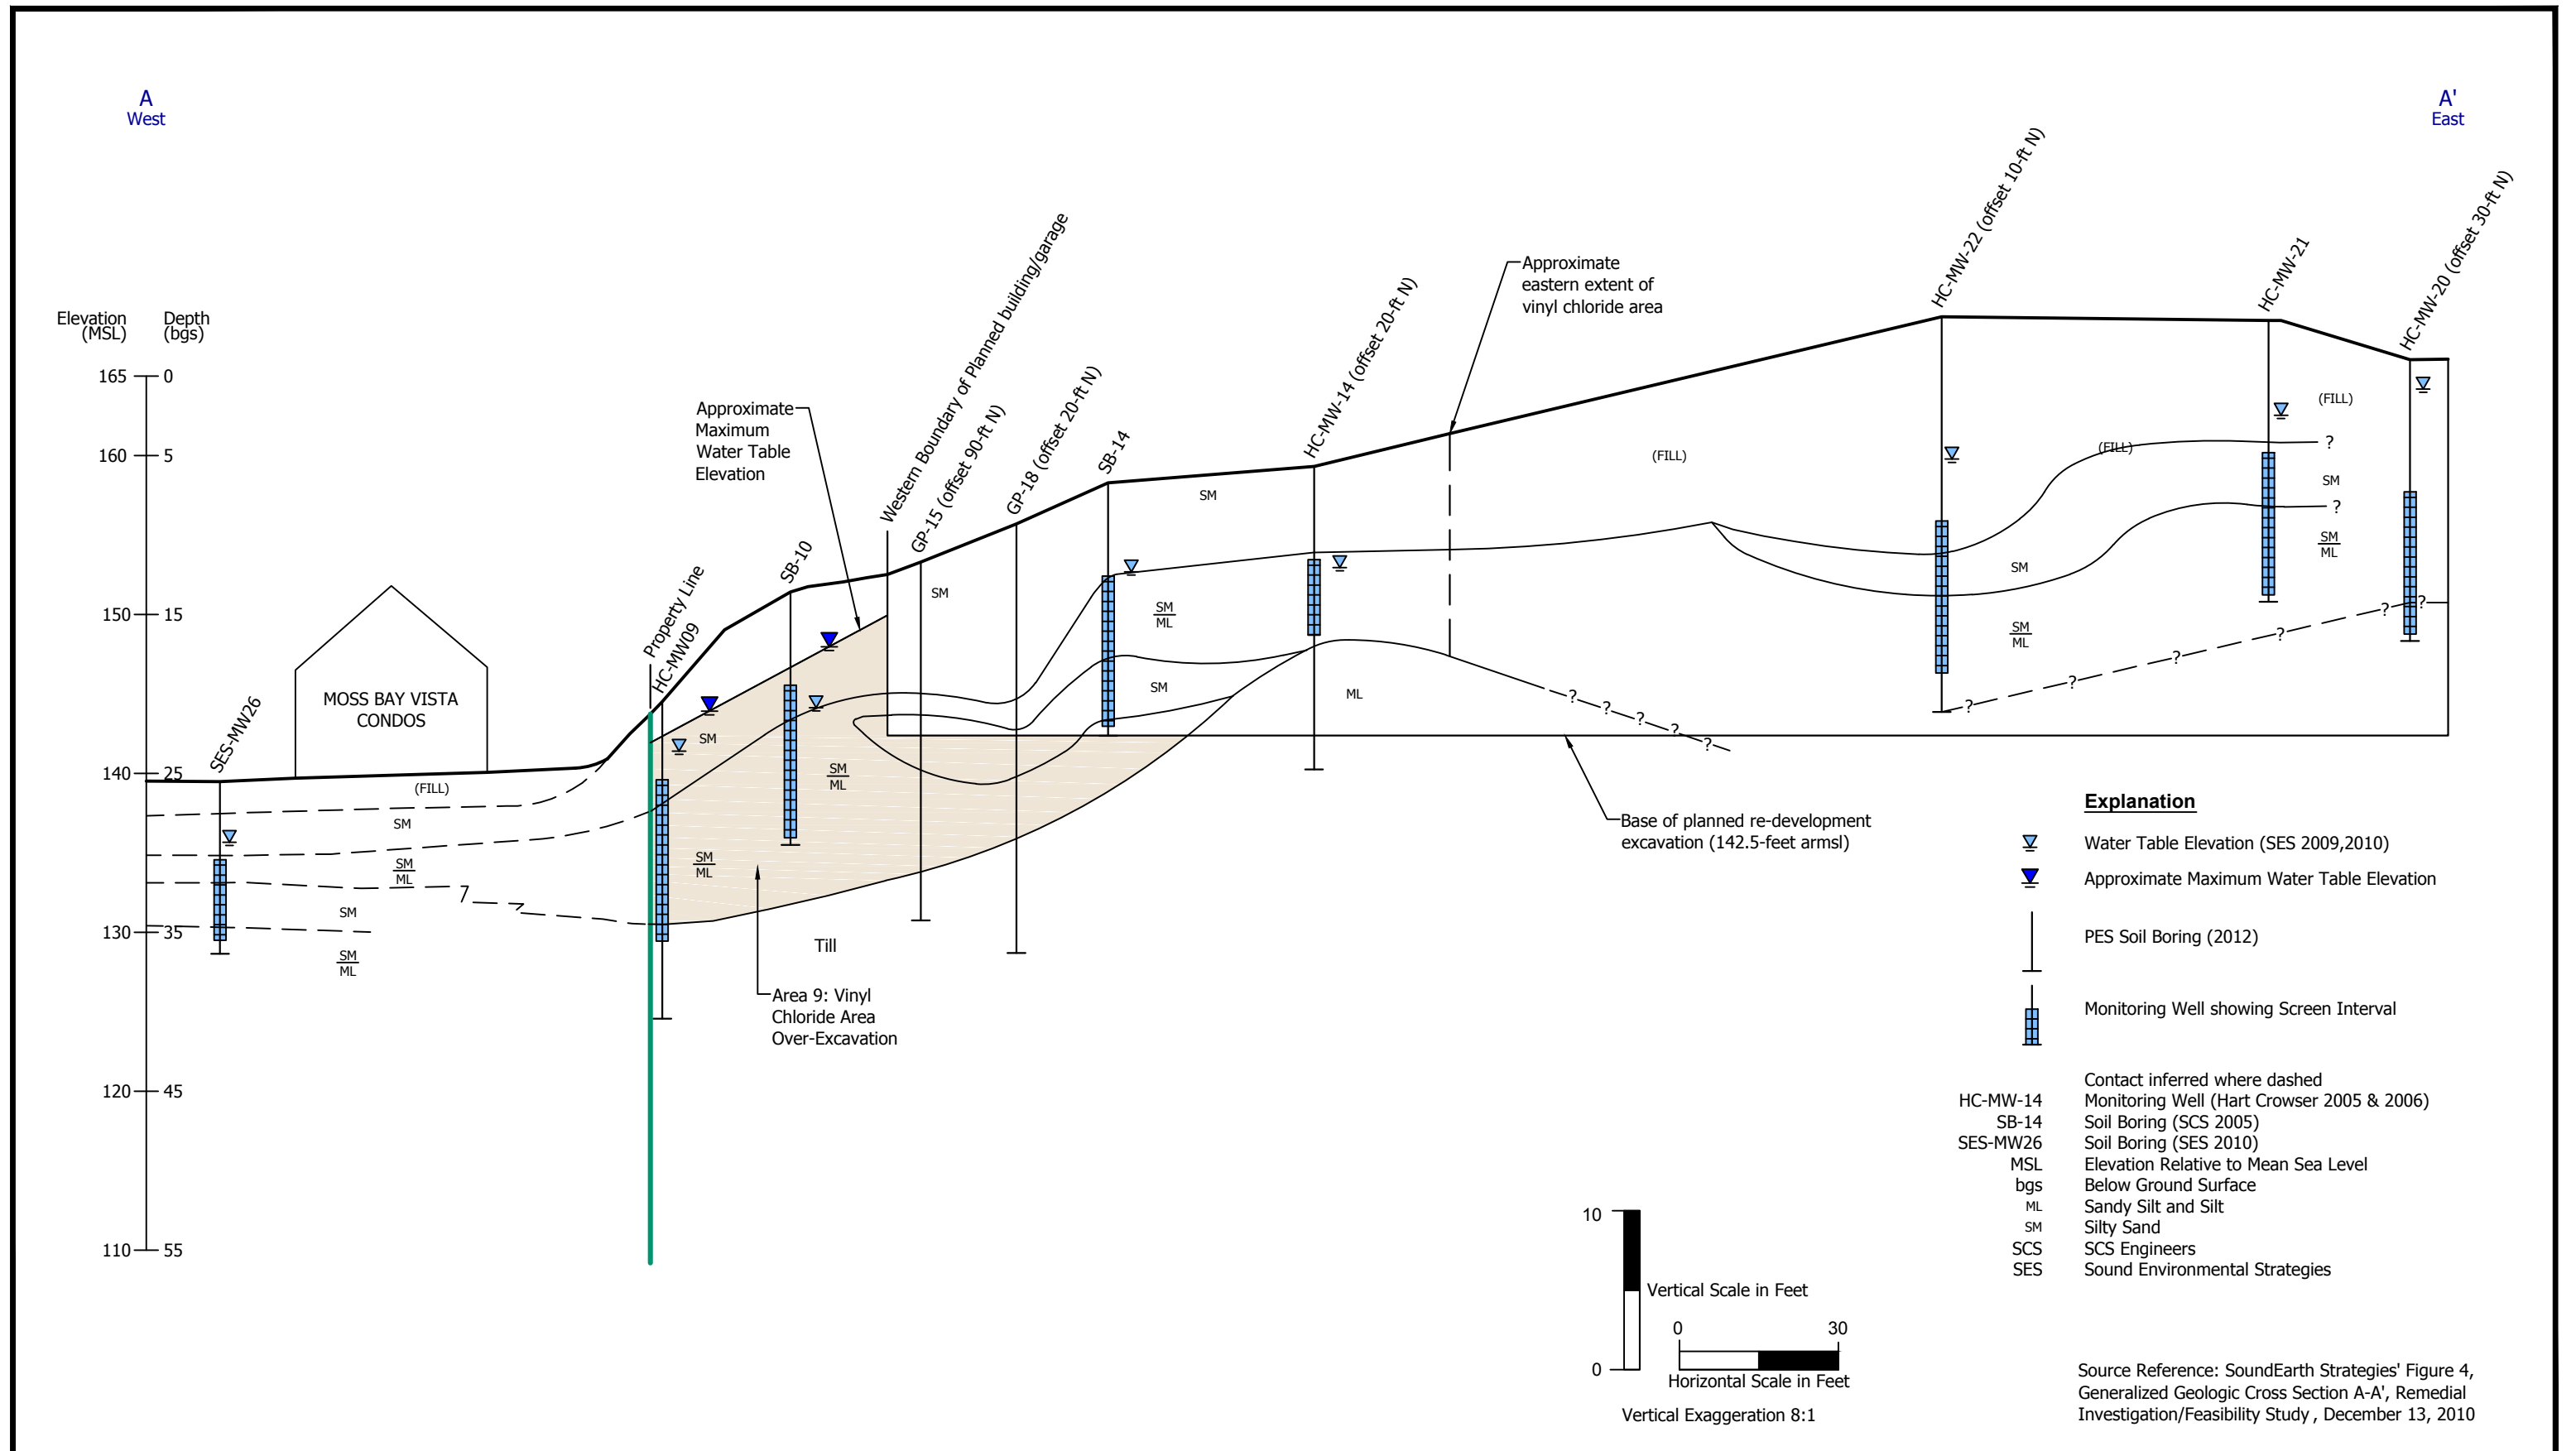 A
West
A'
East
Elevation
(MSL)
Depth
(bgs)
165
0
160
5
150
15
140
25
130
35
120
45
110
55
SES-MW26
MOSS BAY VISTA
CONDOS
Property Line
HC-MW09
SB-10
Approximate
Maximum
Water Table
Elevation
Western Boundary of Planned building/garage
GP-15 (offset 90-ft N)
GP-18 (offset 20-ft N)
SB-14
HC-MW-14 (offset 20-ft N)
Approximate
eastern extent of
vinyl chloride area
HC-MW-22 (offset 10-ft N)
HC-MW-21
HC-MW-20 (offset 30-ft N)
(FILL)
SM
SM
ML
SM
SM
ML
SM
SM
ML
SM
ML
SM
SM
SM
ML
SM
ML
(FILL)
(FILL)
(FILL)
SM
SM
ML
SM
SM
ML
?
?
?
?
?
?
?
?
?
?
?
?
?
Till
Area 9: Vinyl
Chloride Area
Over-Excavation
Base of planned re-development
excavation (142.5-feet armsl)
Explanation
Water Table Elevation (SES 2009,2010)
Approximate Maximum Water Table Elevation
PES Soil Boring (2012)
Monitoring Well showing Screen Interval
Contact inferred where dashed
HC-MW-14 Monitoring Well (Hart Crowser 2005 & 2006)
SB-14 Soil Boring (SCS 2005)
SES-MW26 Soil Boring (SES 2010)
MSL Elevation Relative to Mean Sea Level
bgs Below Ground Surface
ML Sandy Silt and Silt
SM Silty Sand
SCS SCS Engineers
SES Sound Environmental Strategies
10
0
Vertical Scale in Feet
0
30
Horizontal Scale in Feet
Vertical Exaggeration 8:1
Source Reference: SoundEarth Strategies' Figure 4,
Generalized Geologic Cross Section A-A', Remedial
Investigation/Feasibility Study , December 13, 2010